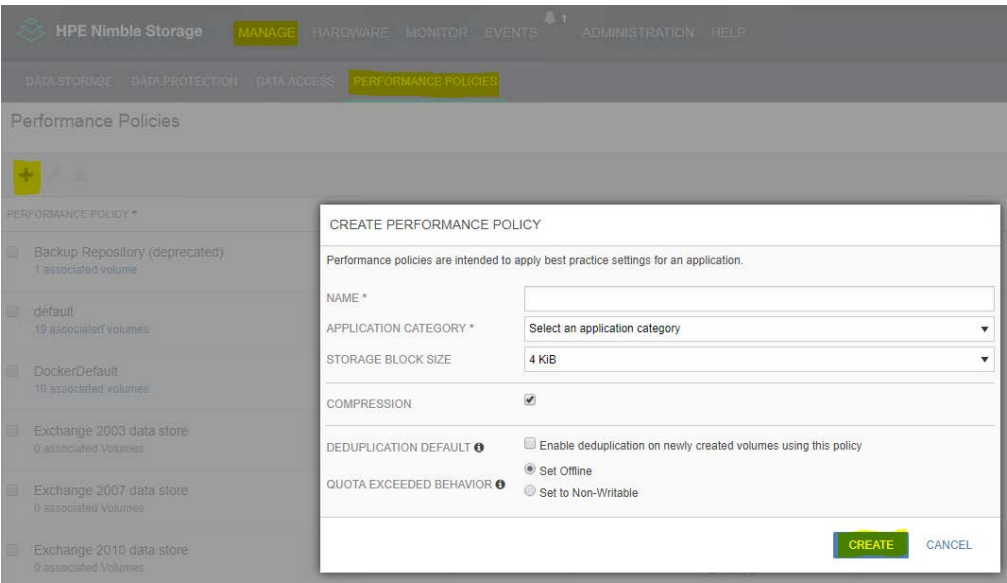 HPE Nimble Storage MANAGE HARDWARE MONITOR EVENTS 1 ADMINISTRATION HELP
DATA STORAGE DATA PROTECTION DATA ACCESS PERFORMANCE POLICIES
Performance Policies
PERFORMANCE POLICY
Backup Repository (deprecated)
1 associated volume
default
19 associated volumes
DockerDefault
10 associated volumes
Exchange 2003 data store
0 associated Volumes
Exchange 2007 data store
0 associated Volumes
Exchange 2010 data store
0 associated Volumes
CREATE PERFORMANCE POLICY
Performance policies are intended to apply best practice settings for an application.
NAME *
APPLICATION CATEGORY * Select an application category
STORAGE BLOCK SIZE 4 KiB
COMPRESSION
DEDUPLICATION DEFAULT Enable deduplication on newly created volumes using this policy
QUOTA EXCEEDED BEHAVIOR Set Offline
Set to Non-Writable
CREATE CANCEL